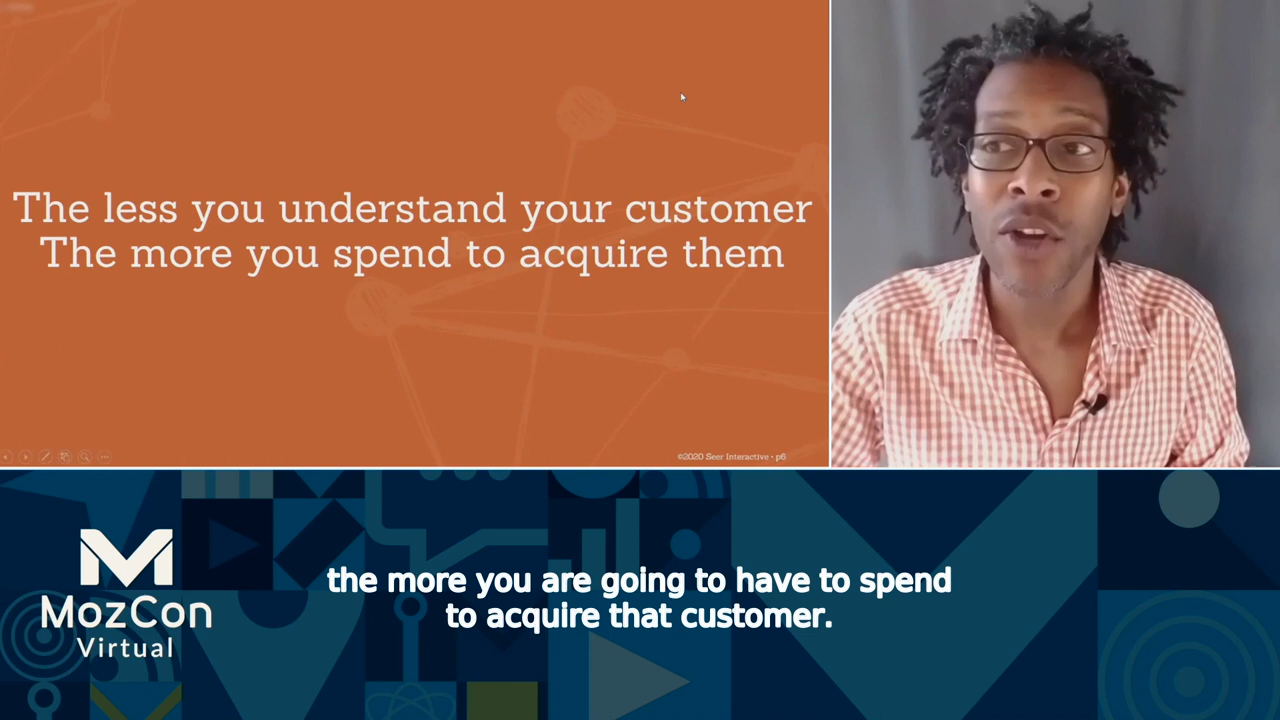 The less you understand your customer
The more you spend to acquire them
©2020 Seer Interactive • p6
MozCon
Virtual
the more you are going to have to spend
to acquire that customer.